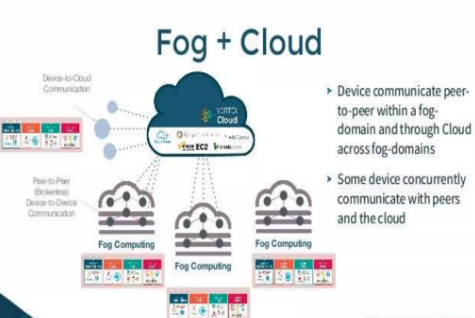 Fog + Cloud
Device-to-Cloud
Communication
VORTEX
Cloud
EC2
Peer-to-Peer
(Brokerless)
Device-to-Device
Communication
Fog Computing
Fog Computing
Fog Computing
Device communicate peer-
to-peer within a fog-
domain and through Cloud
across fog-domains
Some device concurrently
communicate with peers
and the cloud